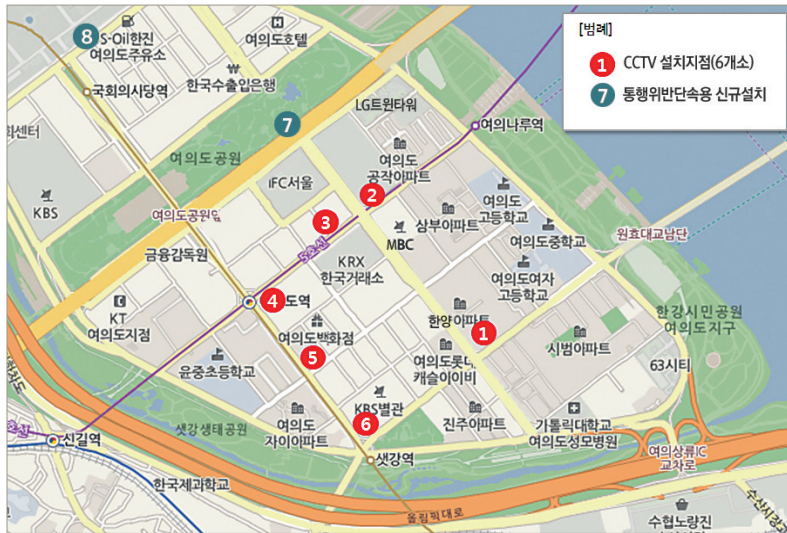 [범례]
1 CCTV 설치지점(6개소)
7 통행위반단속용 신규설치
8
S-Oil한진
여의도주유소
여의도호텔
국회의사당역
한국수출입은행
LG트윈타워
여의나루역
회센터
여의도공원
7
여의도
공작아파트
IFC서울
2
KBS
3
여의도
고등학교
삼부아파트
여의도중학교
원효대교남단
금융감독원
5호선
MBC
KRX
한국거래소
여의도여자
고등학교
4
도역
한강시민공원
여의도지구
KT
여의도지점
한양아파트
1
여의도백화점
5
시범아파트
윤중초등학교
여의도롯데
캐슬아이비
63시티
KBS별관
6
샛강생태공원
여의도
자이아파트
진주아파트
가톨릭대학교
여의도성모병원
신길역
샛강역
여의상류IC
교차로
한국제과학교
올림픽대로
수협노량진